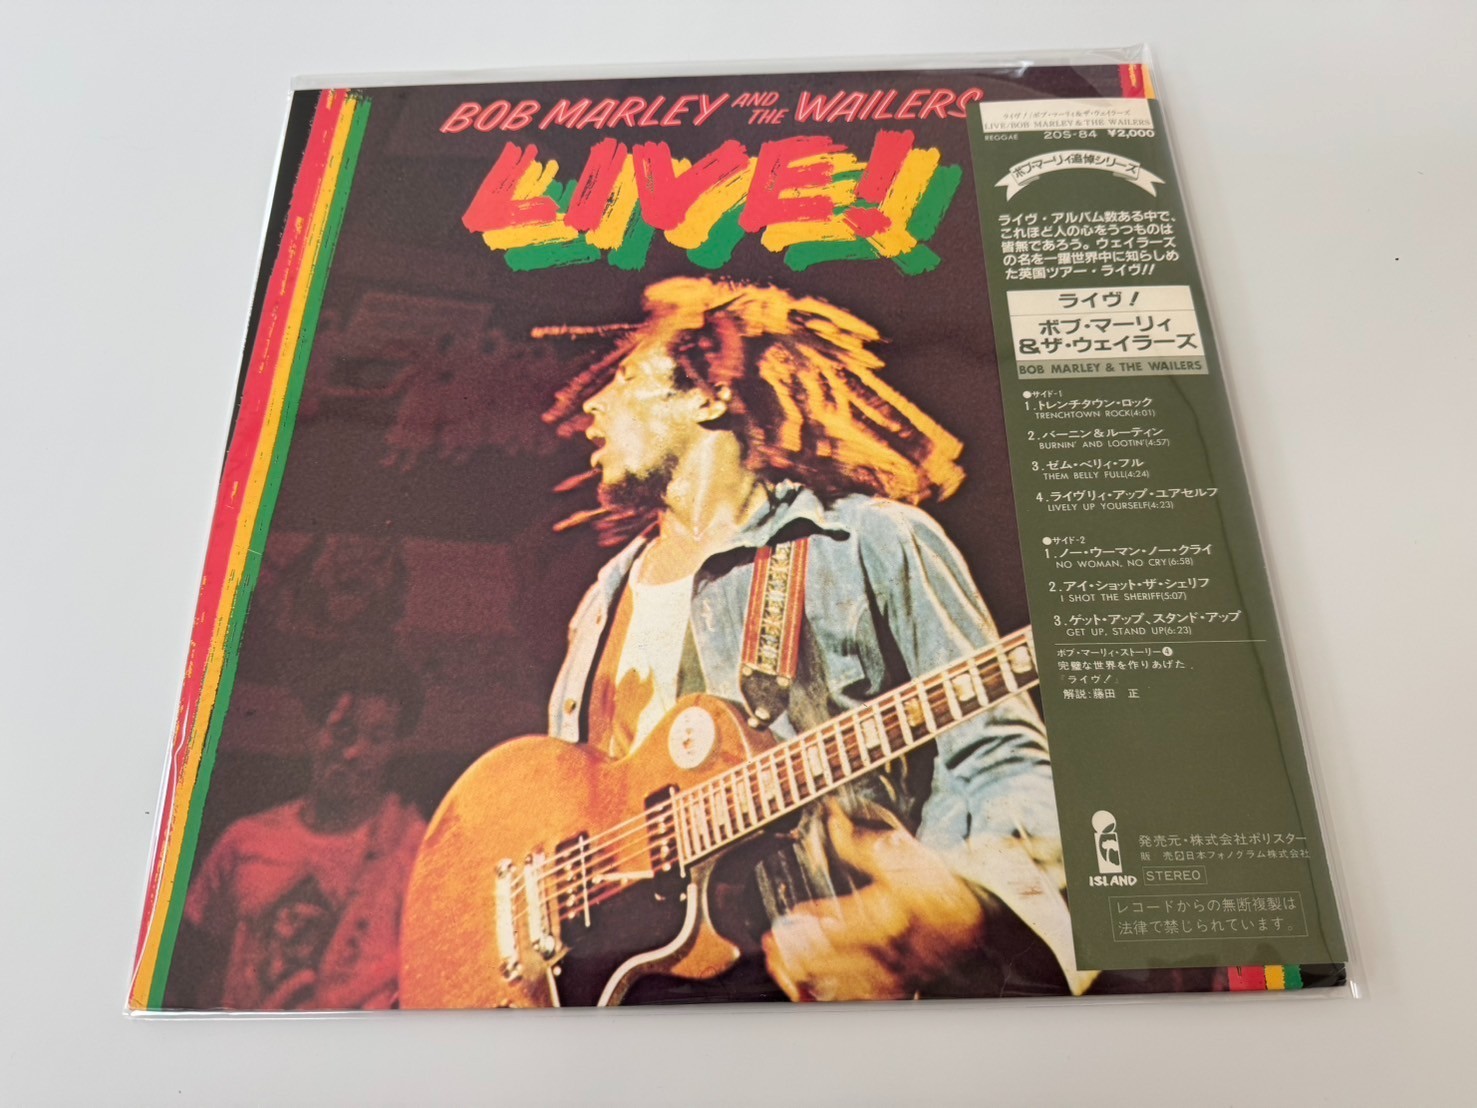 BOB MARLEY AND THE WAILERS
LIVE!
ライヴ!/ボブ・マーリィ&ザ・ウェイラーズ
LIVE/BOB MARLEY & THE WAILERS
REGGAE 20S-84 ¥2,000
ボブ・マーリィ追悼シリーズ
ライヴ・アルバム数ある中で、
これほど人の心をうつものは
皆無であろう。ウェイラーズ
の名を一躍世界中に知らしめ
た英国ツアー・ライヴ!!
ライヴ!
ボブ・マーリィ
&ザ・ウェイラーズ
BOB MARLEY & THE WAILERS
●サイド-1
1.トレンチタウン・ロック
TRENCHTOWN ROCK(4:01)
2.バーニン&ルーティン
BURNIN' AND LOOTIN'(4:57)
3.ゼム・ベリィ・フル
THEM BELLY FULL(4:24)
4.ライヴリィ・アップ・ユアセルフ
LIVELY UP YOURSELF(4:23)
●サイド-2
1.ノー・ウーマン・ノー・クライ
NO WOMAN, NO CRY(6:58)
2.アイ・ショット・ザ・シェリフ
I SHOT THE SHERIFF(5:07)
3.ゲット・アップ、スタンド・アップ
GET UP, STAND UP(6:23)
ボブ・マーリィ・ストーリー④
完璧な世界を作りあげた
「ライヴ!」
解説:藤田 正
ISLAND
発売元・株式会社ポリスター
販 売 日本フォノグラム株式会社
STEREO
レコードからの無断複製は
法律で禁じられています。